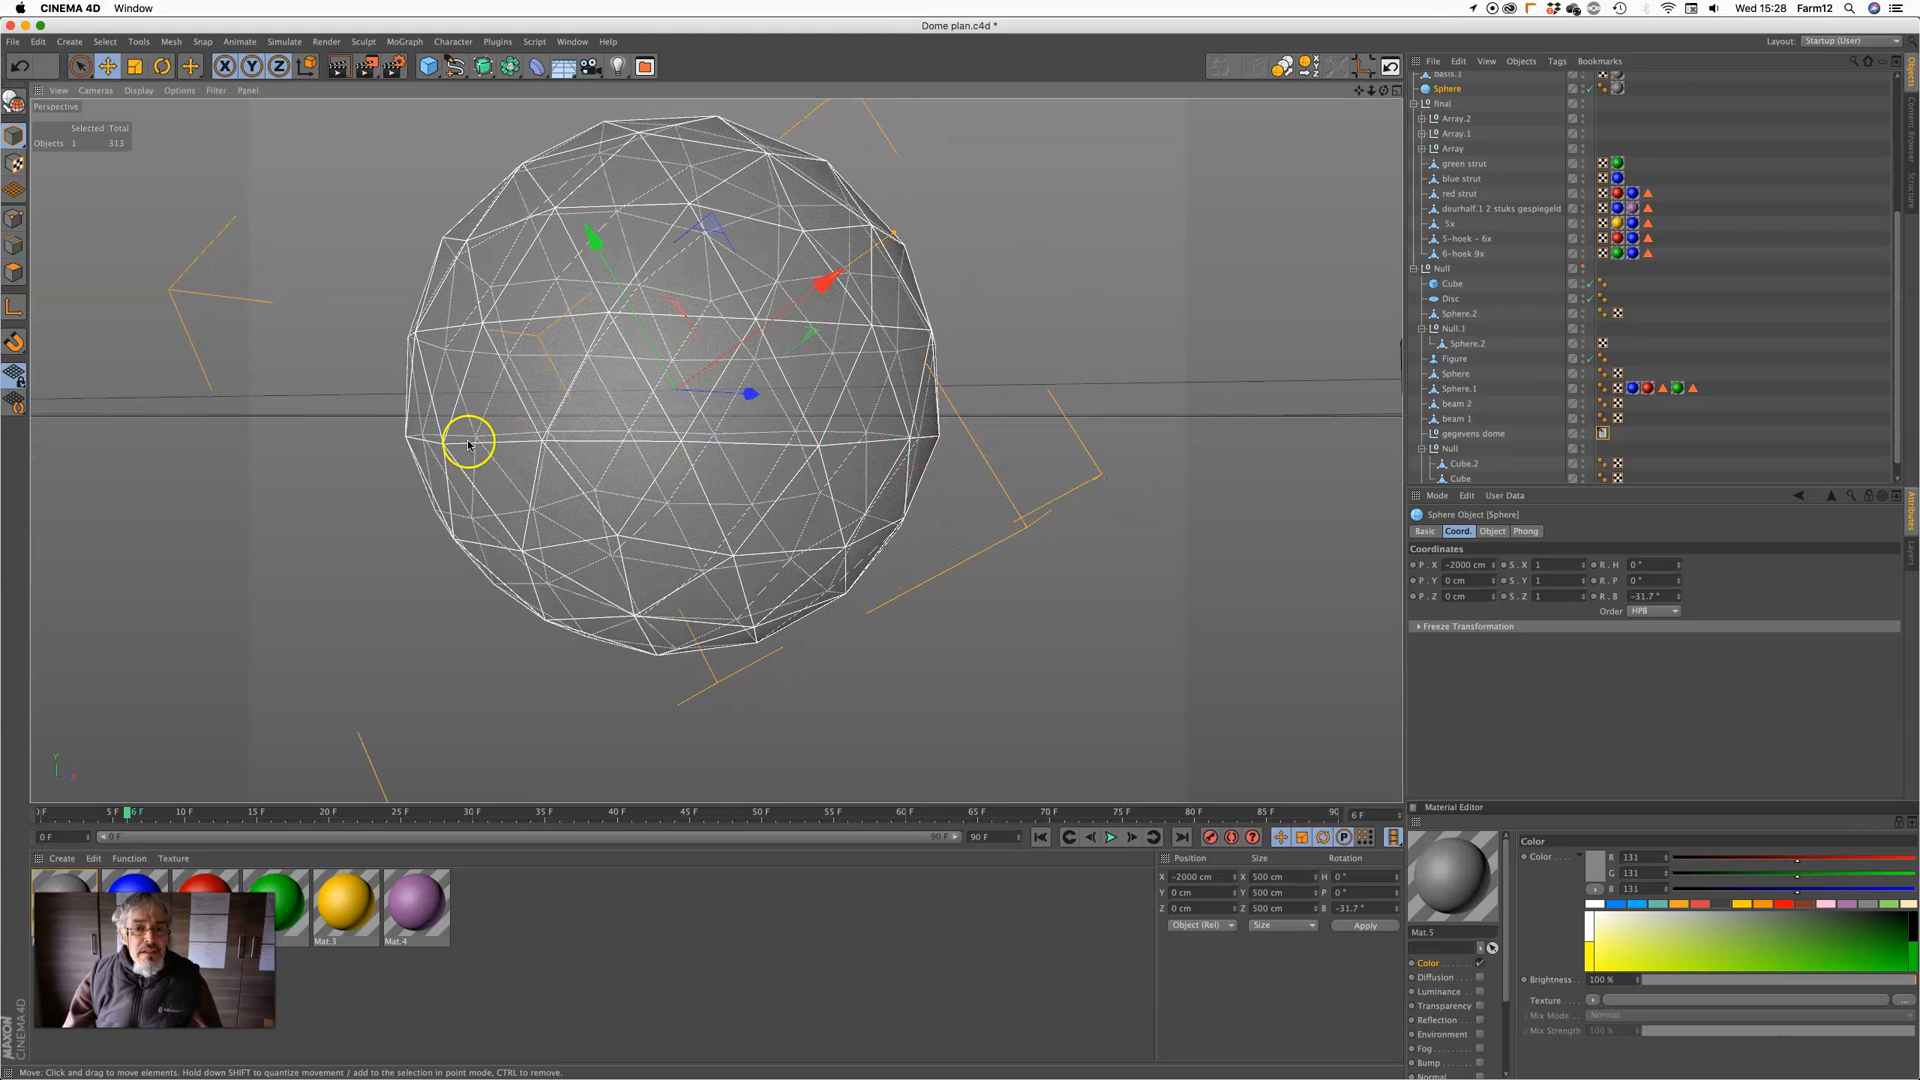 CINEMA 4D Window
Wed 15:28 Farm12
Dome plan.c4d *
File Edit Create Select Tools Mesh Snap Animate Simulate Render Sculpt MoGraph Character Plugins Script Window Help
Layout: Startup (User)
View Cameras Display Options Filter Panel
Perspective
Selected Total
Objects 1 313
File Edit View Objects Tags Bookmarks
basis.1
Sphere
final
Array.2
Array.1
Array
green strut
blue strut
red strut
deurhalf.1 2 stuks gespiegeld
5x
5-hoek - 6x
6-hoek 9x
Null
Cube
Disc
Sphere.2
Null.1
Sphere.2
Figure
Sphere
Sphere.1
beam 2
beam 1
gegevens dome
Null
Cube.2
Cube
Objects
Content Browser
Structure
Attributes
Layers
Mode Edit User Data
Sphere Object [Sphere]
Basic Coord. Object Phong
Coordinates
P . X -2000 cm S . X 1 R . H 0 °
P . Y 0 cm S . Y 1 R . P 0 °
P . Z 0 cm S . Z 1 R . B -31.7 °
Order HPB
Freeze Transformation
5 F 6 F 10 F 15 F 20 F 25 F 30 F 35 F 40 F 45 F 50 F 55 F 60 F 65 F 70 F 75 F 80 F 85 F 90 6 F
0 F 0 F 90 F 90 F
Create Edit Function Texture
Mat.3 Mat.4
Position Size Rotation
X -2000 cm X 500 cm H 0 °
Y 0 cm Y 500 cm P 0 °
Z 0 cm Z 500 cm B -31.7 °
Object (Rel) Size Apply
Material Editor
Mat.5
Color
Diffusion
Luminance
Transparency
Reflection
Environment
Fog
Bump
Normal
Color
Color R 131
G 131
B 131
Brightness 100 %
Texture
Mix Mode Normal
Mix Strength 100 %
MAXON CINEMA 4D
Move: Click and drag to move elements. Hold down SHIFT to quantize movement / add to the selection in point mode, CTRL to remove.